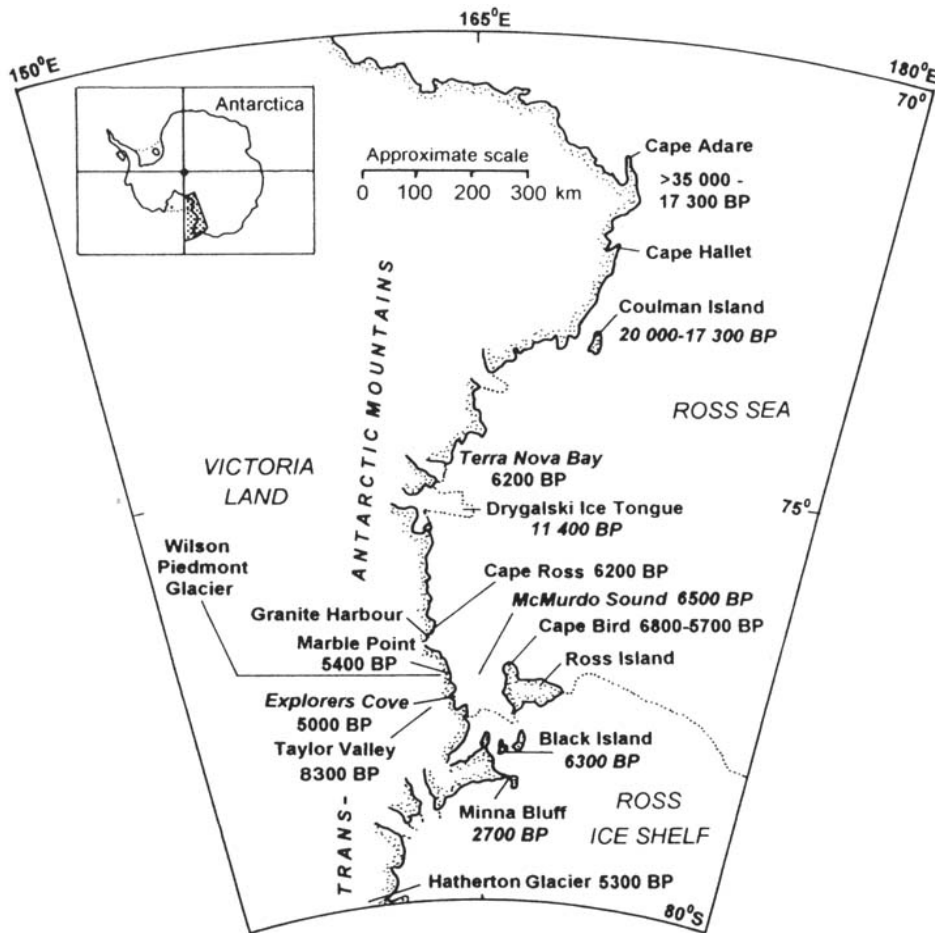 165°E
150°E
180°E
70°
Antarctica
Approximate scale
0 100 200 300 km
Cape Adare
>35 000 -
17 300 BP
Cape Hallet
Coulman Island
20 000-17 300 BP
ROSS SEA
ANTARCTIC MOUNTAINS
VICTORIA
LAND
Terra Nova Bay
6200 BP
75°
Drygalski Ice Tongue
11 400 BP
Wilson
Piedmont
Glacier
Cape Ross 6200 BP
McMurdo Sound 6500 BP
Granite Harbour
Cape Bird 6800-5700 BP
Marble Point
5400 BP
Ross Island
Explorers Cove
5000 BP
Taylor Valley
8300 BP
Black Island
6300 BP
Minna Bluff
2700 BP
ROSS
ICE SHELF
TRANS-
Hatherton Glacier 5300 BP
80°S